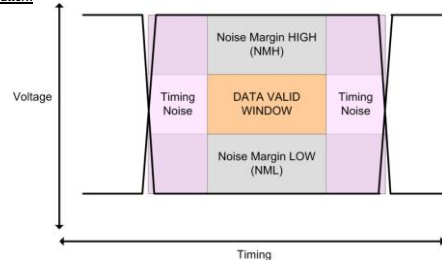 Noise Margin HIGH
(NMH)
Voltage
Timing
Noise
DATA VALID
WINDOW
Timing
Noise
Noise Margin LOW
(NML)
Timing